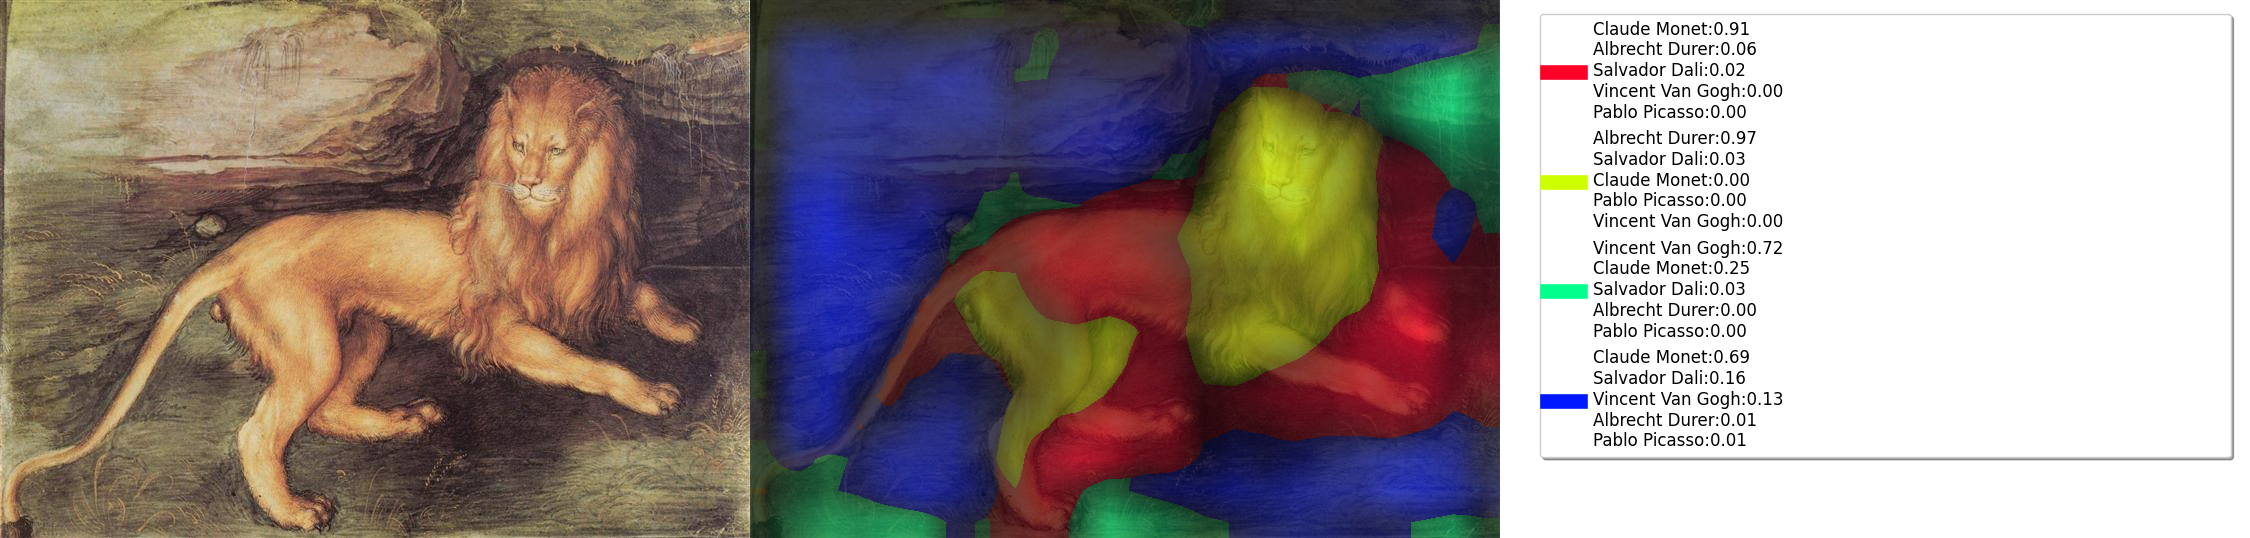 Claude Monet:0.91
Albrecht Durer:0.06
Salvador Dali:0.02
Vincent Van Gogh:0.00
Pablo Picasso:0.00
Albrecht Durer:0.97
Salvador Dali:0.03
Claude Monet:0.00
Pablo Picasso:0.00
Vincent Van Gogh:0.00
Vincent Van Gogh:0.72
Claude Monet:0.25
Salvador Dali:0.03
Albrecht Durer:0.00
Pablo Picasso:0.00
Claude Monet:0.69
Salvador Dali:0.16
Vincent Van Gogh:0.13
Albrecht Durer:0.01
Pablo Picasso:0.01